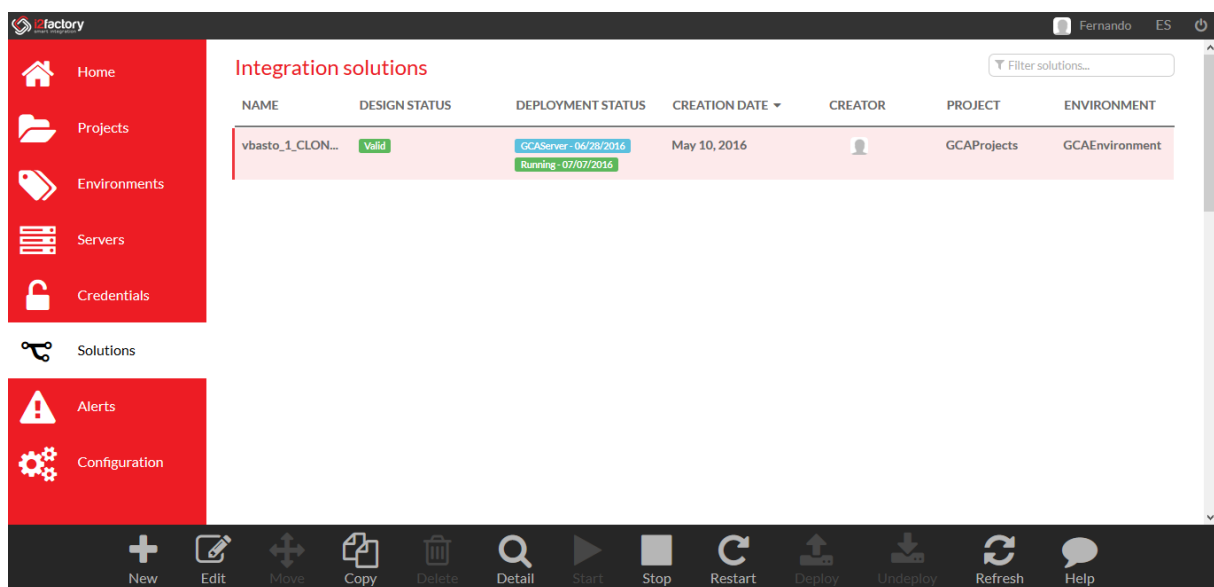 i2factory
smart integration
Fernando ES
Home
Projects
Environments
Servers
Credentials
Solutions
Alerts
Configuration
Integration solutions
Filter solutions...
NAME DESIGN STATUS DEPLOYMENT STATUS CREATION DATE CREATOR PROJECT ENVIRONMENT
vbasto_1_CLON... Valid GCAServer - 06/28/2016 May 10, 2016 GCAProjects GCAEnvironment
Running - 07/07/2016
New Edit Move Copy Delete Detail Start Stop Restart Deploy Undeploy Refresh Help